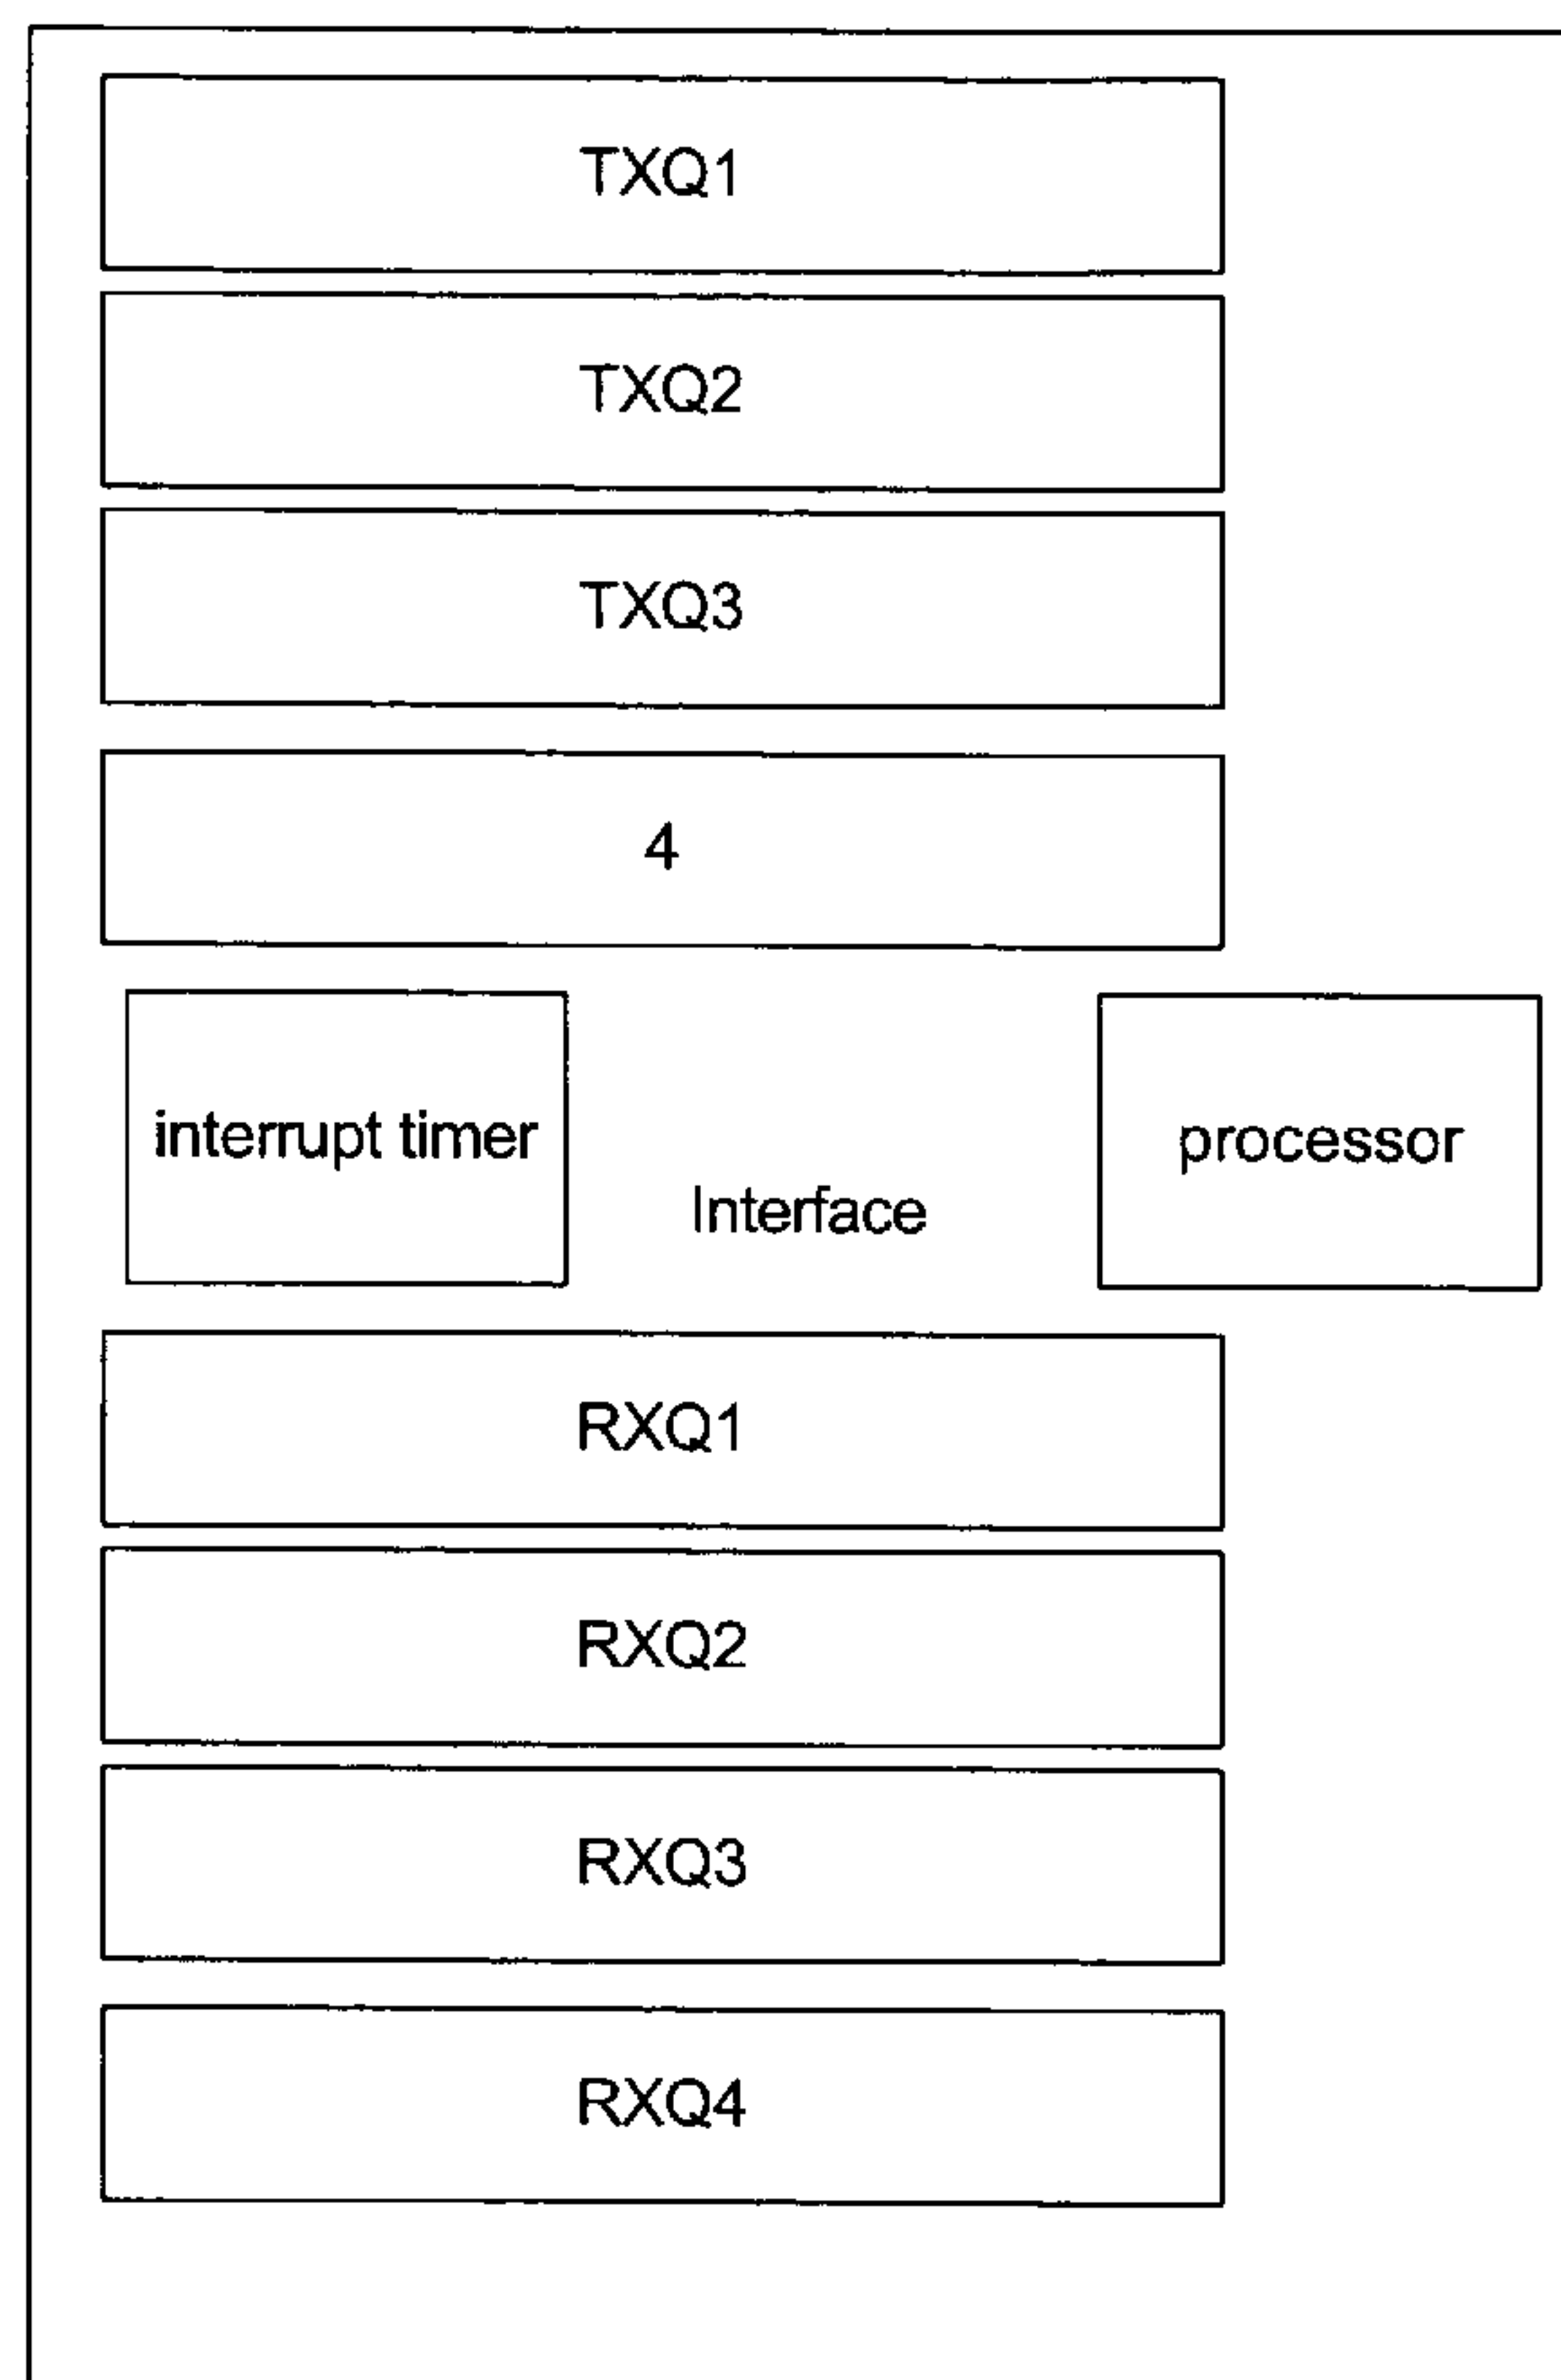 TXQ1
TXQ2
TXQ3
4
interrupt timer
processor
Interface
RXQ1
RXQ2
RXQ3
RXQ4